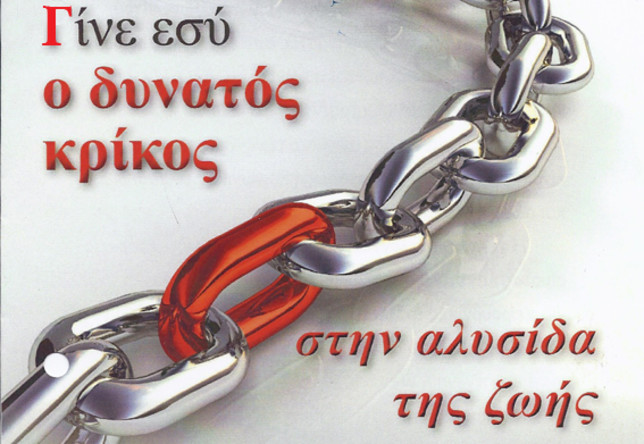 Γίνε εσύ
ο δυνατός
κρίκος
στην αλυσίδα
της ζωής